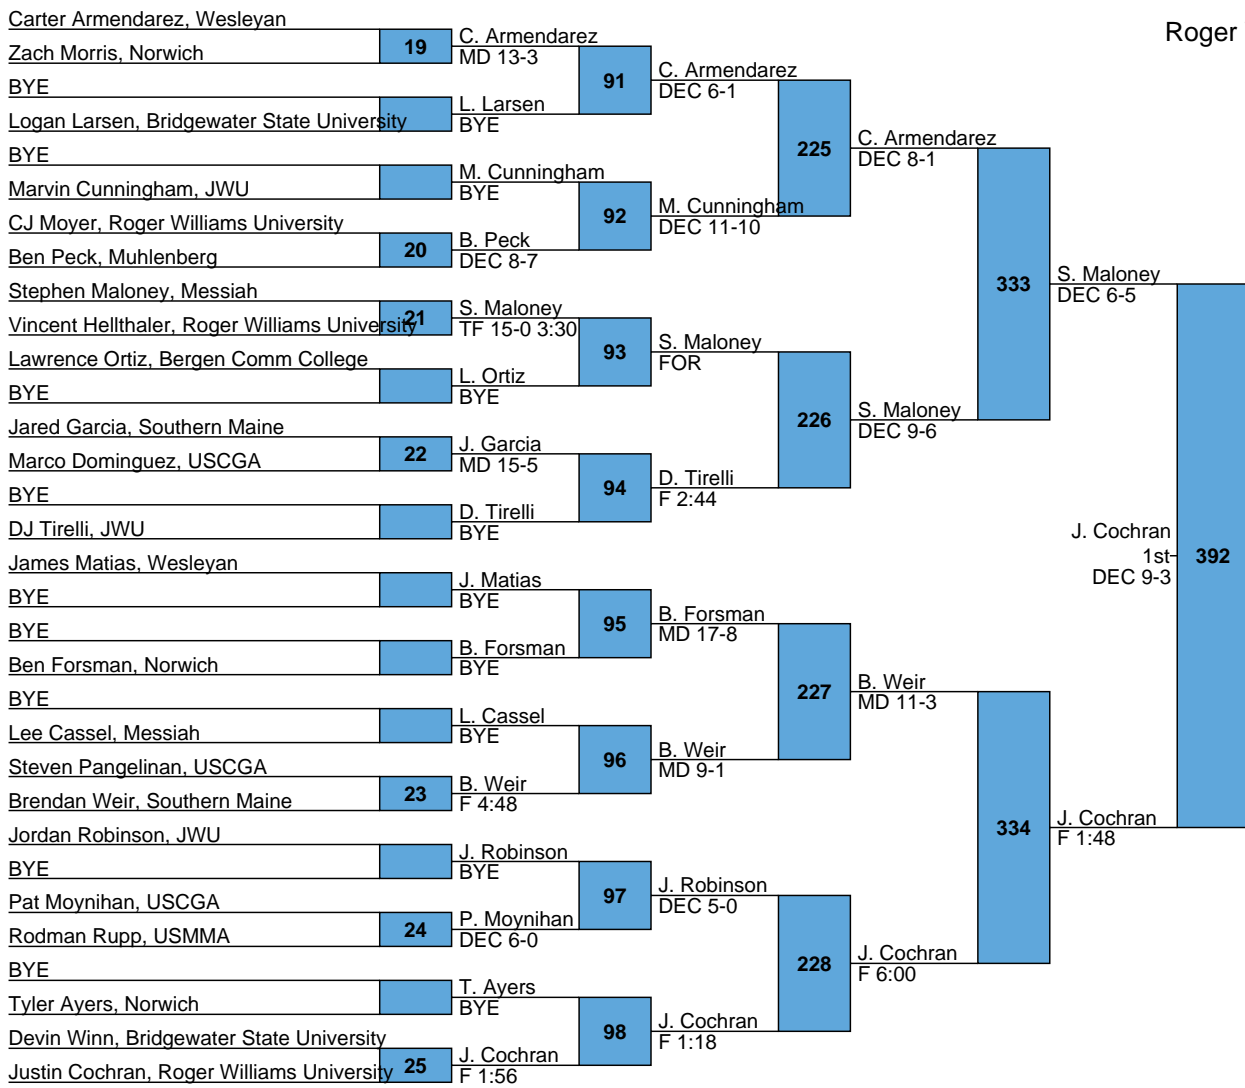 Roger
Carter Armendarez, Wesleyan
Zach Morris, Norwich
BYE
Logan Larsen, Bridgewater State University
BYE
Marvin Cunningham, JWU
CJ Moyer, Roger Williams University
Ben Peck, Muhlenberg
Stephen Maloney, Messiah
Vincent Hellthaler, Roger Williams University
Lawrence Ortiz, Bergen Comm College
BYE
Jared Garcia, Southern Maine
Marco Dominguez, USCGA
BYE
DJ Tirelli, JWU
James Matias, Wesleyan
BYE
BYE
Ben Forsman, Norwich
BYE
Lee Cassel, Messiah
Steven Pangelinan, USCGA
Brendan Weir, Southern Maine
Jordan Robinson, JWU
BYE
Pat Moynihan, USCGA
Rodman Rupp, USMMA
BYE
Tyler Ayers, Norwich
Devin Winn, Bridgewater State University
Justin Cochran, Roger Williams University
19
20
21
22
23
24
25
C. Armendarez
MD 13-3
L. Larsen
BYE
M. Cunningham
BYE
B. Peck
DEC 8-7
S. Maloney
TF 15-0 3:30
L. Ortiz
BYE
J. Garcia
MD 15-5
D. Tirelli
BYE
J. Matias
BYE
B. Forsman
BYE
L. Cassel
BYE
B. Weir
F 4:48
J. Robinson
BYE
P. Moynihan
DEC 6-0
T. Ayers
BYE
J. Cochran
F 1:56
91
92
93
94
95
96
97
98
C. Armendarez
DEC 6-1
M. Cunningham
DEC 11-10
S. Maloney
FOR
D. Tirelli
F 2:44
B. Forsman
MD 17-8
B. Weir
MD 9-1
J. Robinson
DEC 5-0
J. Cochran
F 1:18
225
226
227
228
C. Armendarez
DEC 8-1
S. Maloney
DEC 9-6
B. Weir
MD 11-3
J. Cochran
F 6:00
333
334
S. Maloney
DEC 6-5
J. Cochran
F 1:48
392
J. Cochran
1st
DEC 9-3